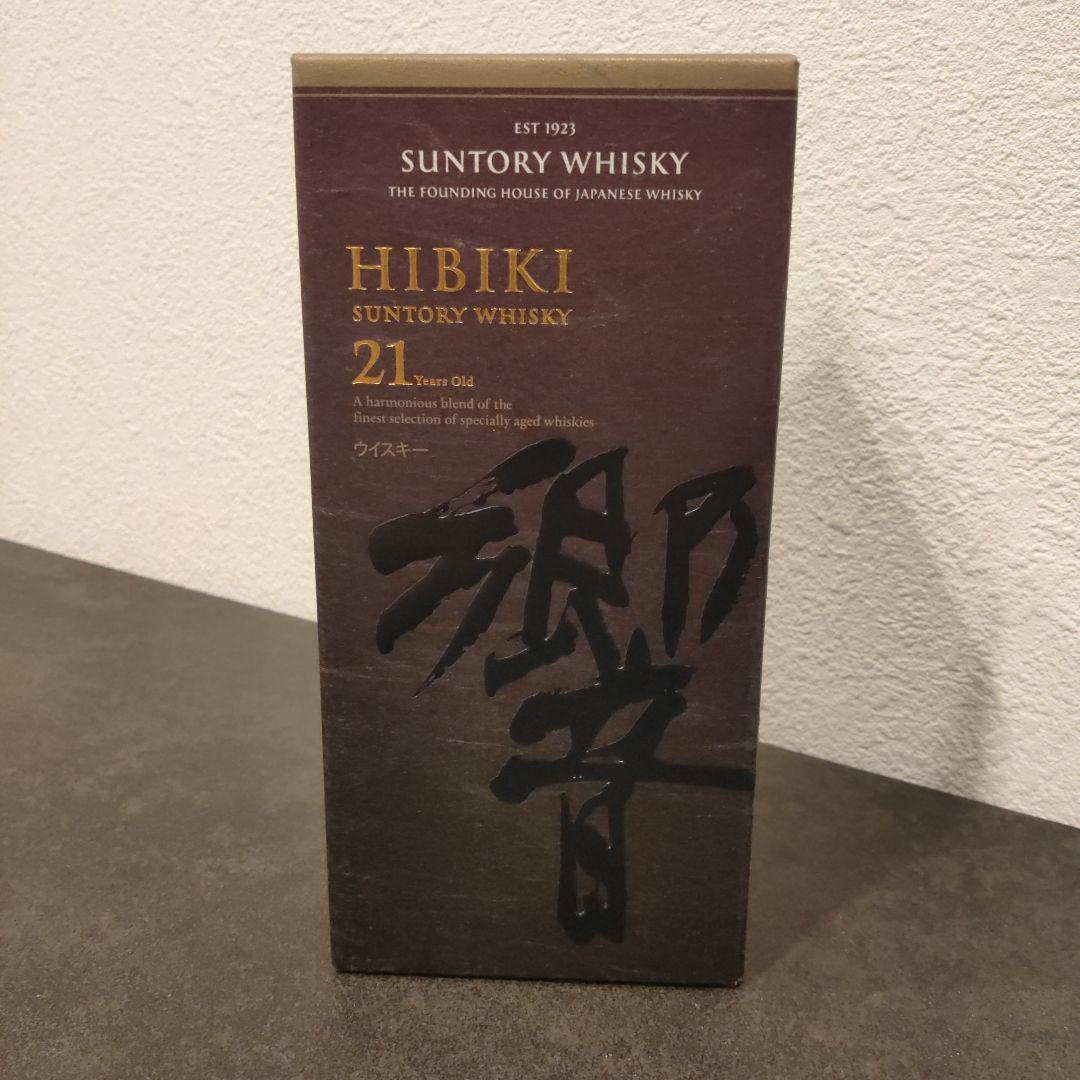 EST 1923
SUNTORY WHISKY
THE FOUNDING HOUSE OF JAPANESE WHISKY
HIBIKI
SUNTORY WHISKY
21 Years Old
A harmonious blend of the
finest selection of specially aged whiskies
ウイスキー
響